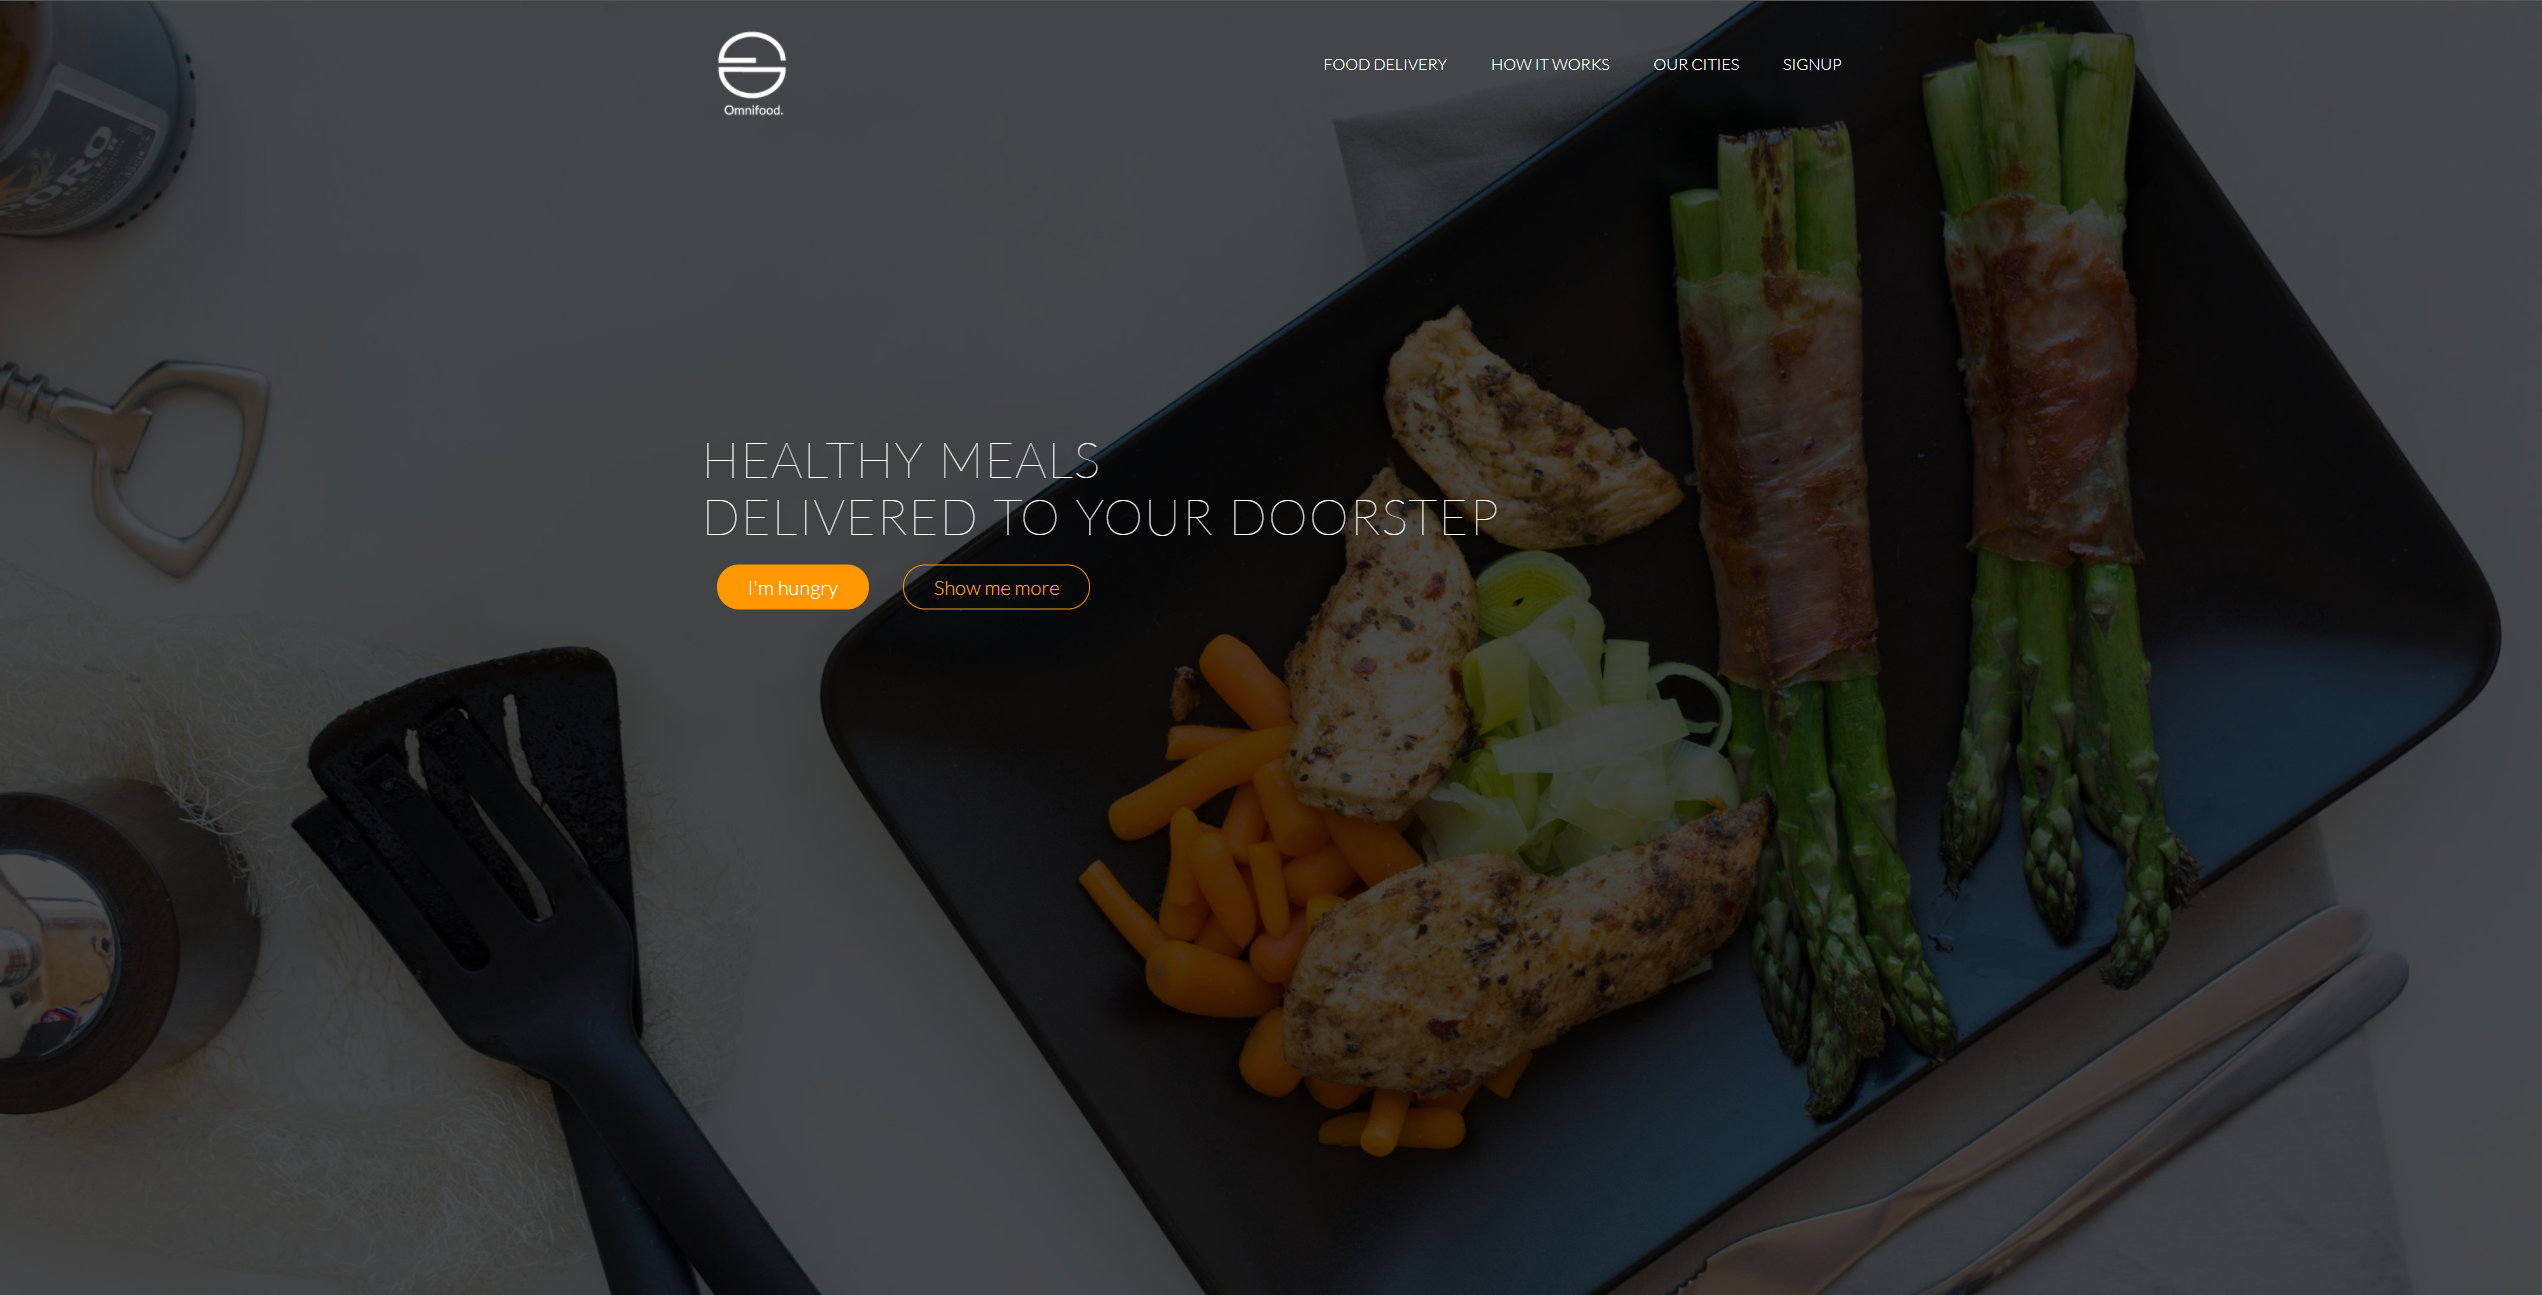 Omnifood.
FOOD DELIVERY HOW IT WORKS OUR CITIES SIGNUP
HEALTHY MEALS
DELIVERED TO YOUR DOORSTEP
I'm hungry Show me more